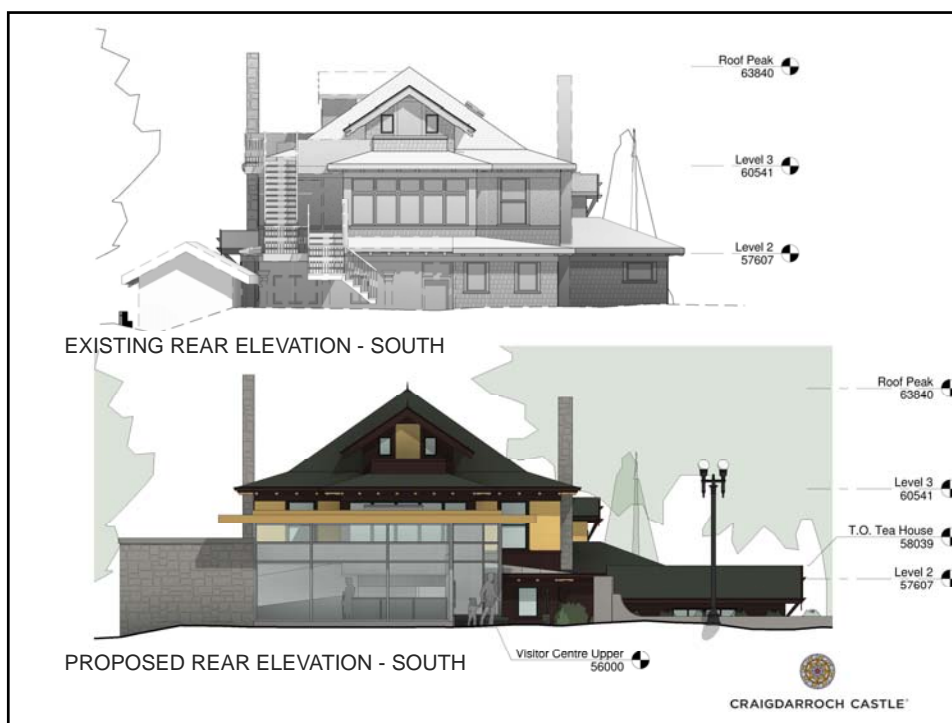 Roof Peak
63840
Level 3
60541
Level 2
57607
EXISTING REAR ELEVATION - SOUTH
Roof Peak
63840
Level 3
60541
T.O. Tea House
58039
Level 2
57607
Visitor Centre Upper
56000
PROPOSED REAR ELEVATION - SOUTH
CRAIGDARROCH CASTLE